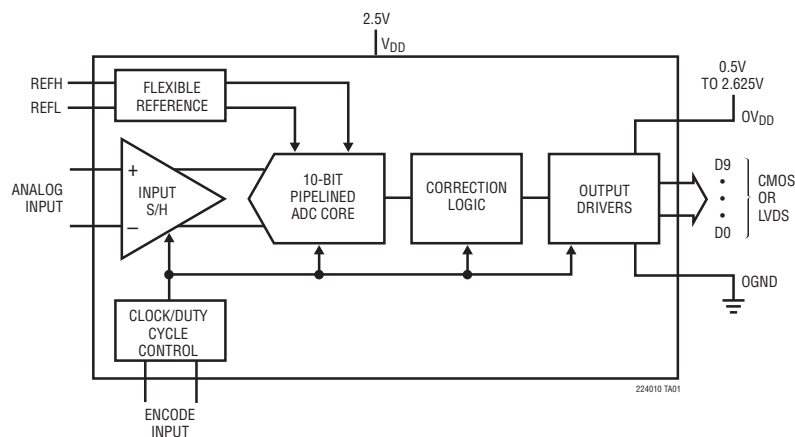 2.5V
VDD
0.5V
TO 2.625V
OVDD
REFH
REFL
FLEXIBLE
REFERENCE
ANALOG
INPUT
+
–
INPUT
S/H
10-BIT
PIPELINED
ADC CORE
CORRECTION
LOGIC
OUTPUT
DRIVERS
D9
•
•
•
D0
CMOS
OR
LVDS
OGND
CLOCK/DUTY
CYCLE
CONTROL
ENCODE
INPUT
224010 TA01